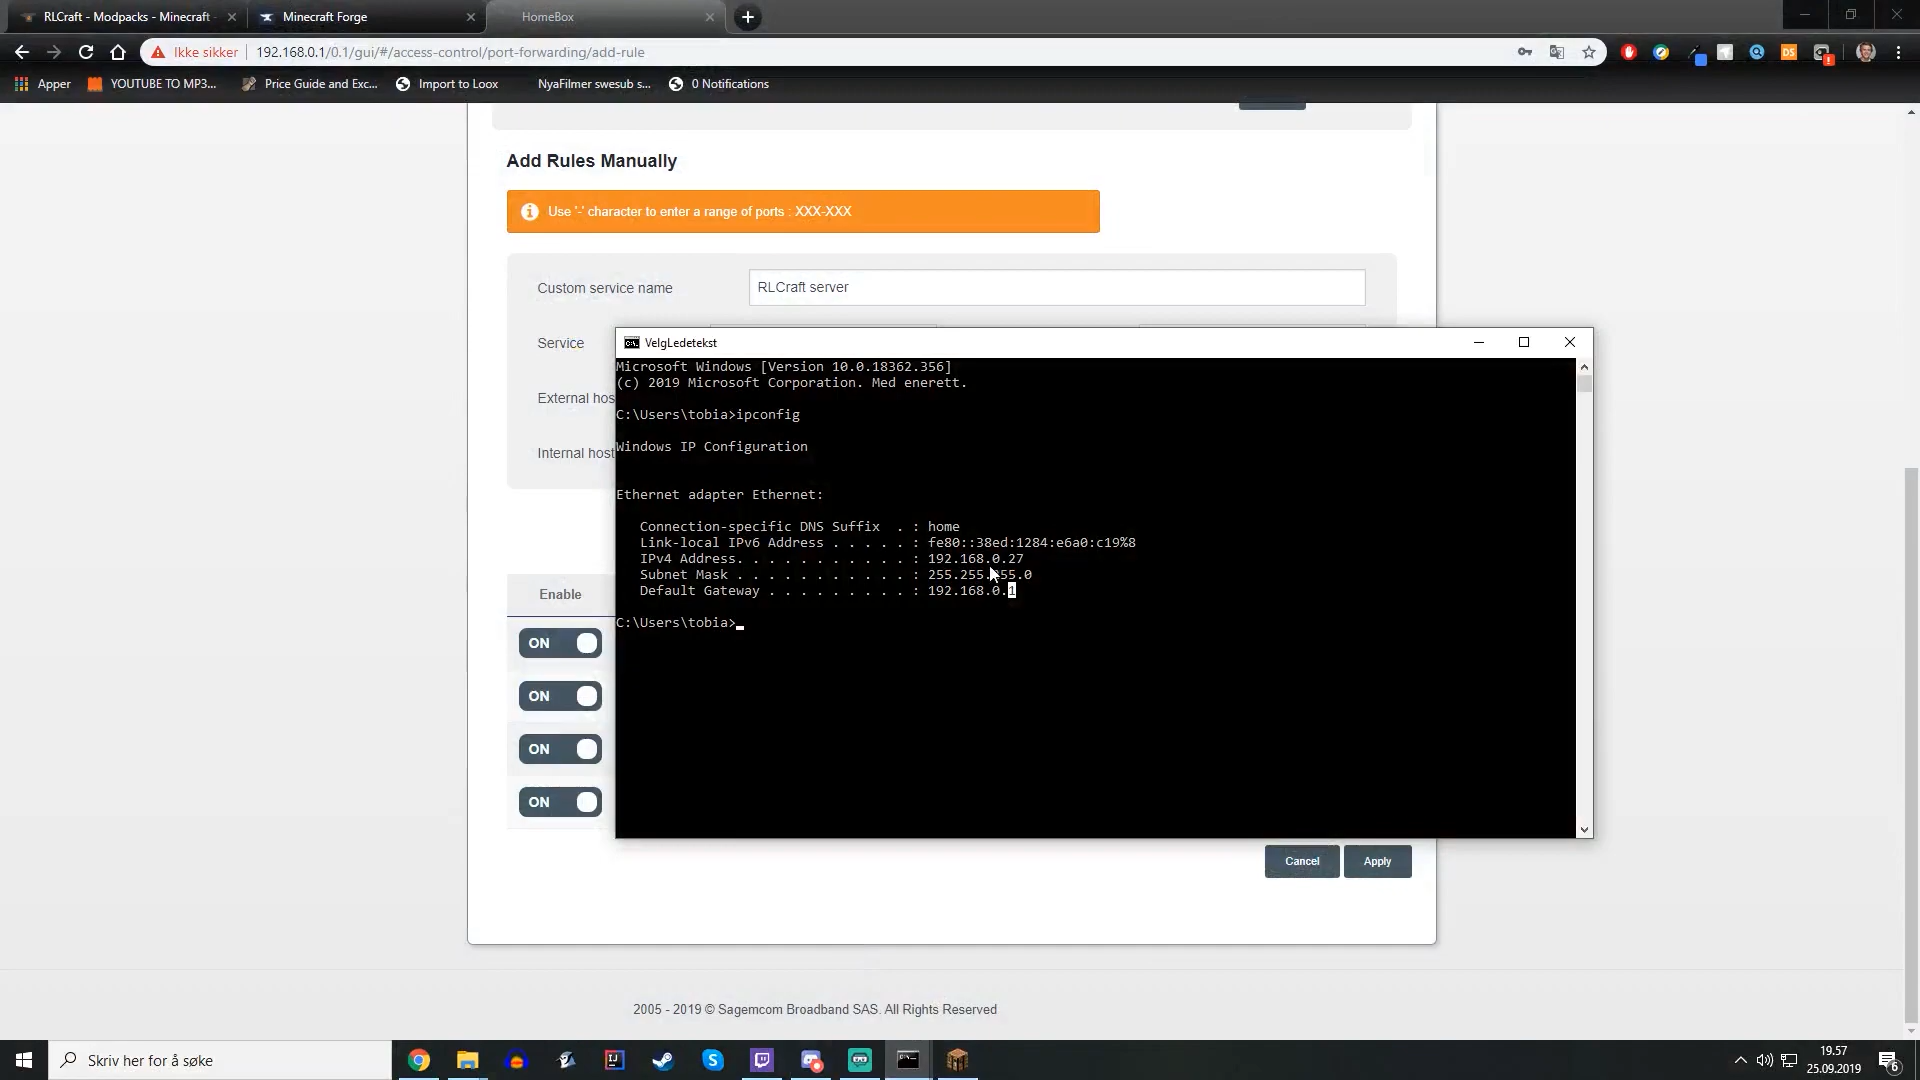 RLCraft - Modpacks - Minecraft -
Minecraft Forge
HomeBox
Ikke sikker
192.168.0.1/0.1/gui/#/access-control/port-forwarding/add-rule
Apper
YOUTUBE TO MP3...
Price Guide and Exc...
Import to Loox
NyaFilmer swesub s...
0 Notifications
Add Rules Manually
Use '-' character to enter a range of ports : XXX-XXX
Custom service name
RLCraft server
Service
External hos
Internal host
VelgLedetekst
Microsoft Windows [Version 10.0.18362.356]
(c) 2019 Microsoft Corporation. Med enerett.
C:\Users\tobia>ipconfig
Windows IP Configuration
Ethernet adapter Ethernet:
Connection-specific DNS Suffix . : home
Link-local IPv6 Address . . . . . : fe80::38ed:1284:e6a0:c19%8
IPv4 Address. . . . . . . . . . . : 192.168.0.27
Subnet Mask . . . . . . . . . . . : 255.255.255.0
Default Gateway . . . . . . . . . : 192.168.0.1
C:\Users\tobia>
Enable
ON
ON
ON
ON
Cancel
Apply
2005 - 2019 © Sagemcom Broadband SAS. All Rights Reserved
Skriv her for å søke
19.57
25.09.2019
6